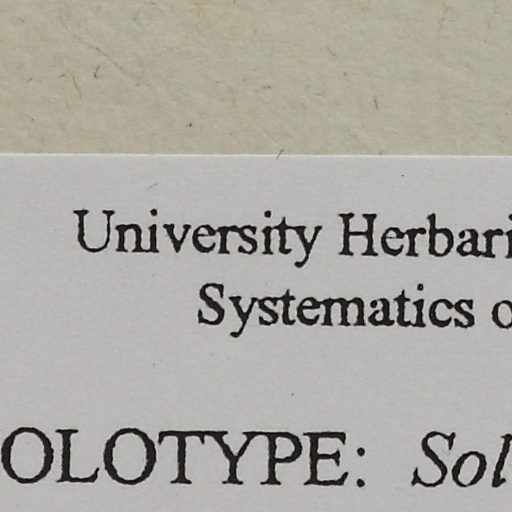 University Herbari
Systematics o
OLOTYPE: Sol